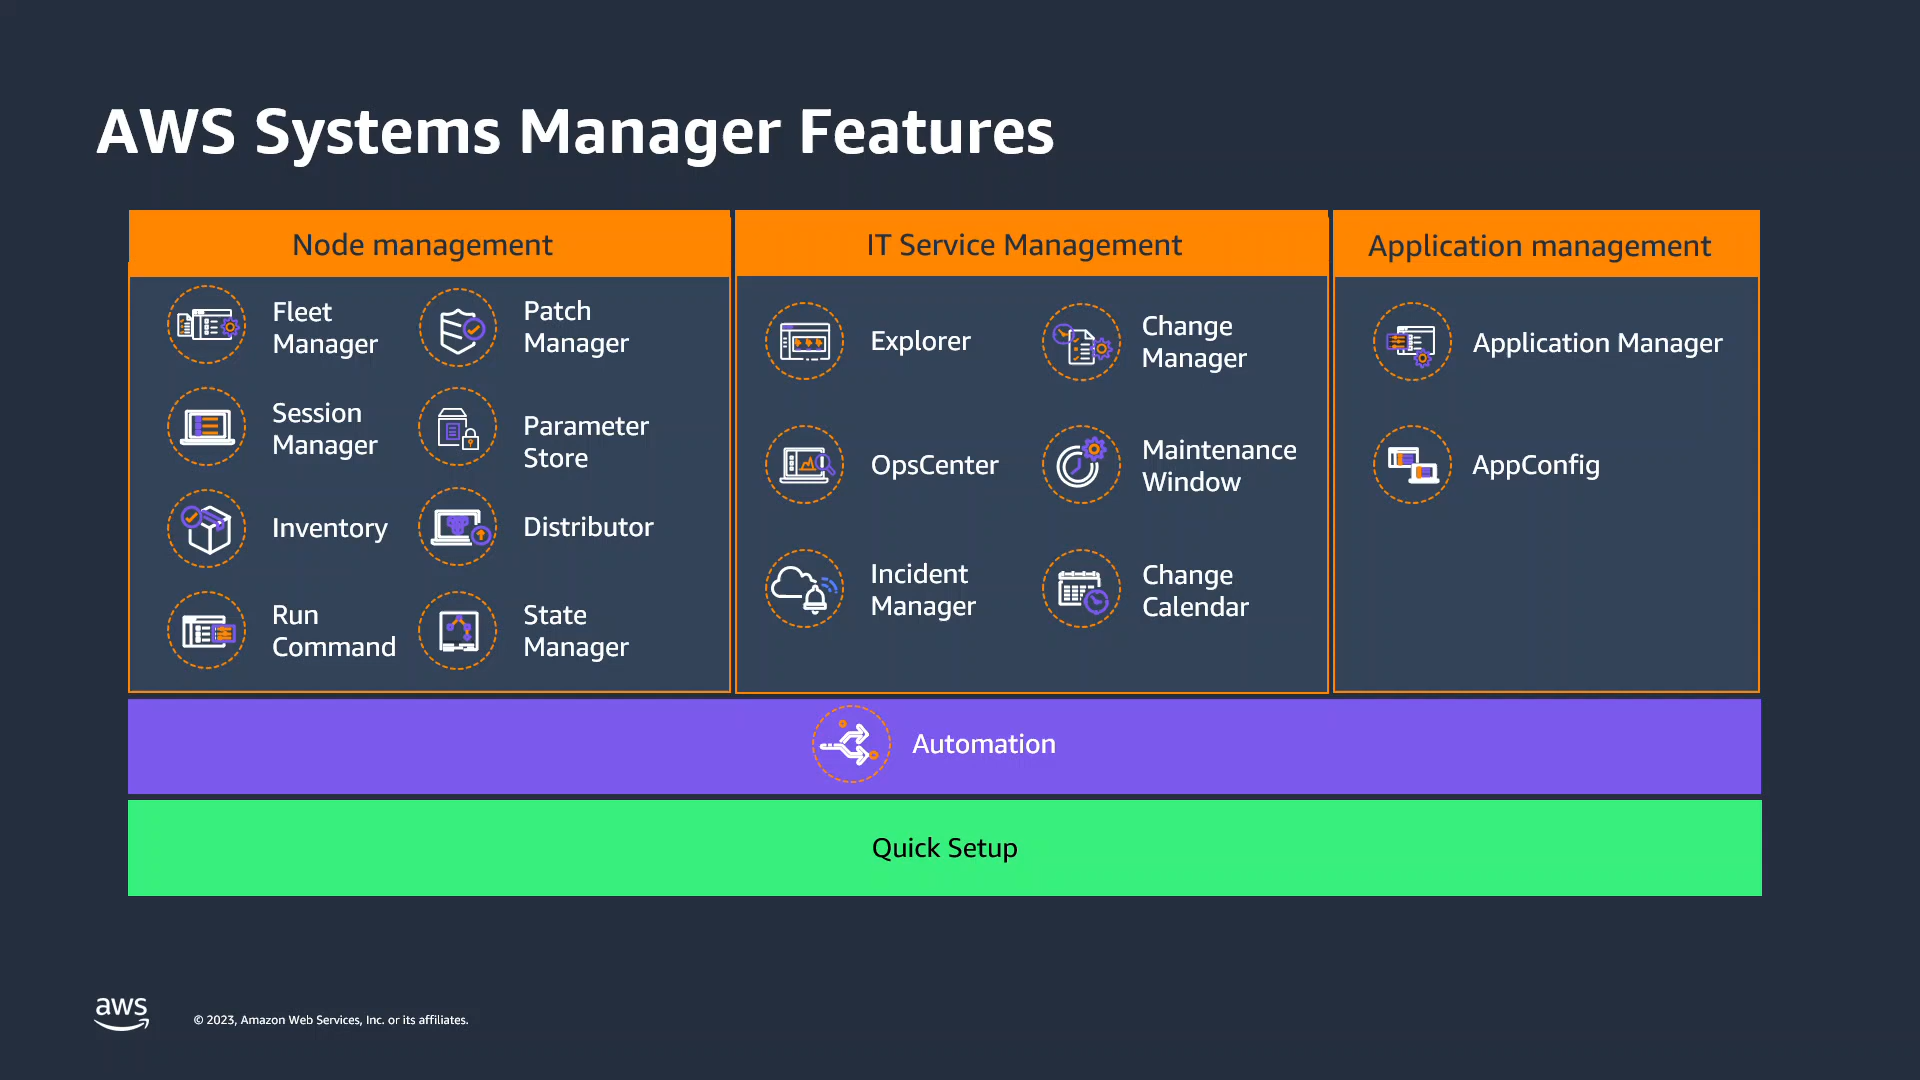 AWS Systems Manager Features
Node management
Fleet
Manager
Patch
Manager
Session
Manager
Parameter
Store
Inventory
Distributor
Run
Command
State
Manager
IT Service Management
Explorer
Change
Manager
OpsCenter
Maintenance
Window
Incident
Manager
Change
Calendar
Application management
Application Manager
AppConfig
Automation
Quick Setup
aws
© 2023, Amazon Web Services, Inc. or its affiliates.